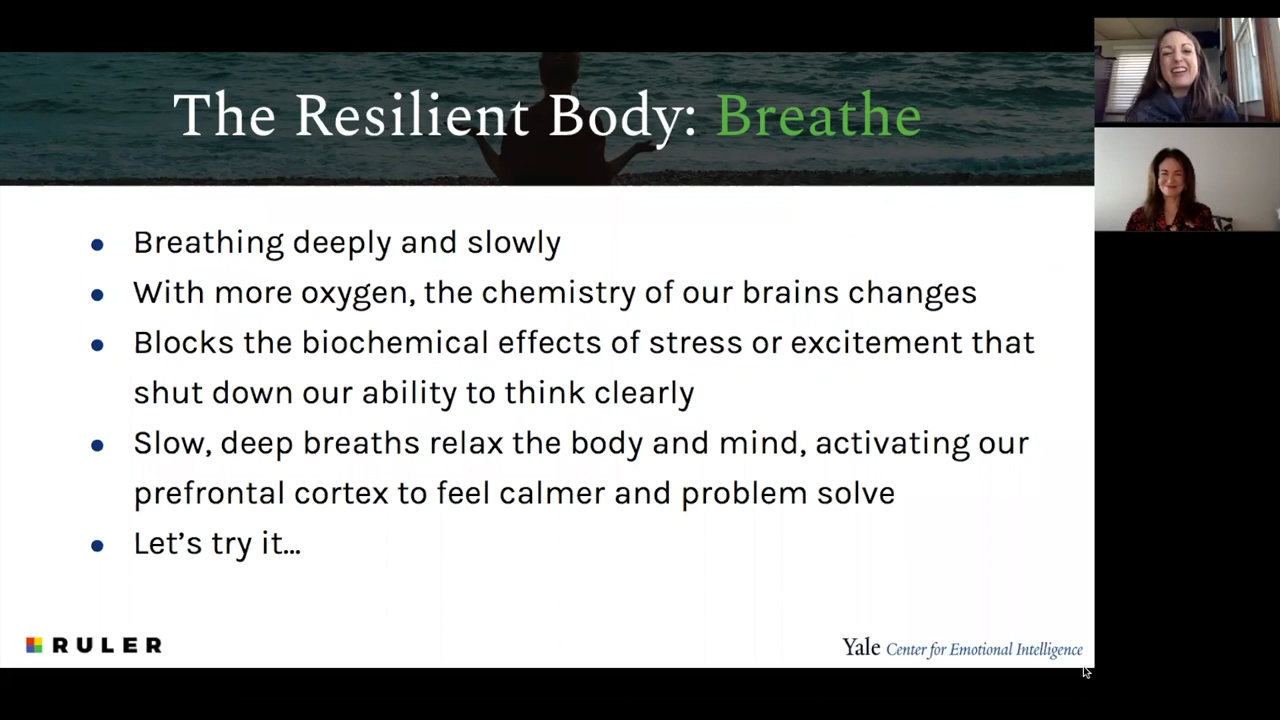 The Resilient Body: Breathe
• Breathing deeply and slowly
• With more oxygen, the chemistry of our brains changes
• Blocks the biochemical effects of stress or excitement that
shut down our ability to think clearly
• Slow, deep breaths relax the body and mind, activating our
prefrontal cortex to feel calmer and problem solve
• Let’s try it…
RULER
Yale Center for Emotional Intelligence